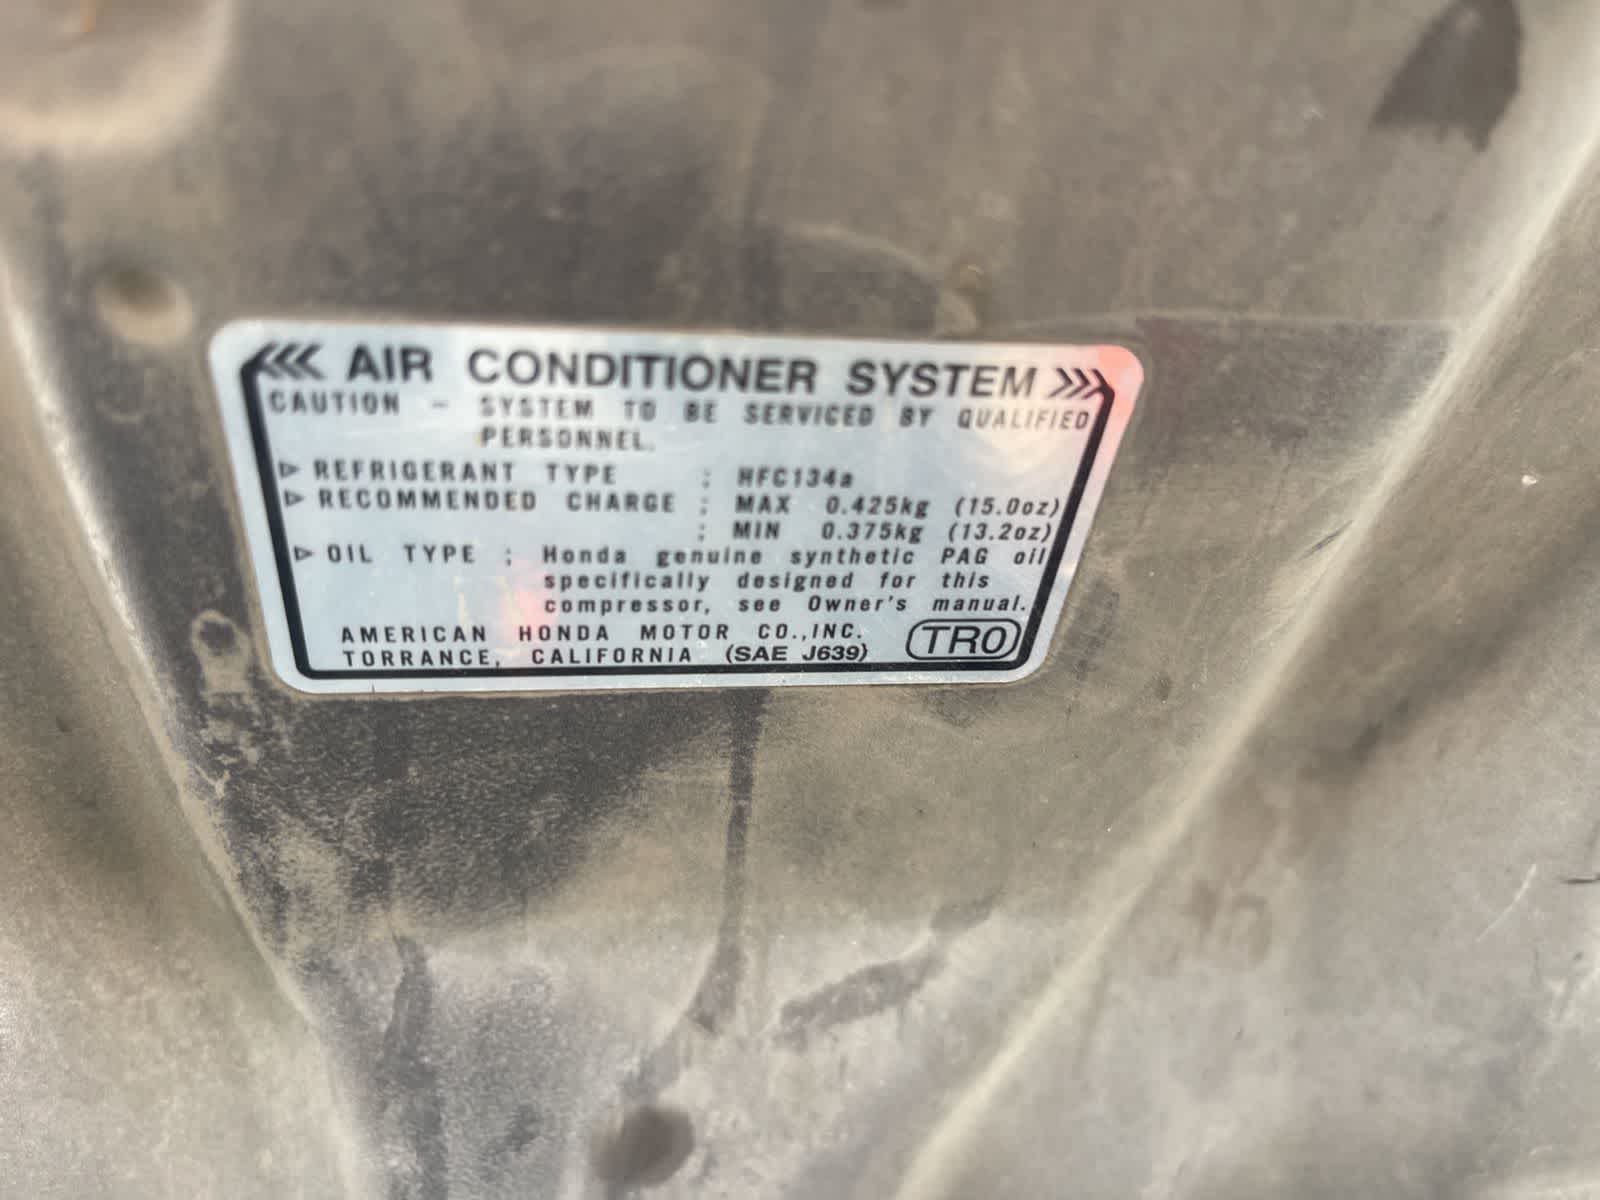 <<< AIR CONDITIONER SYSTEM >>>
CAUTION - SYSTEM TO BE SERVICED BY QUALIFIED
PERSONNEL.
▷ REFRIGERANT TYPE : HFC134a
▷ RECOMMENDED CHARGE : MAX 0.425kg (15.0oz)
: MIN 0.375kg (13.2oz)
▷ OIL TYPE : Honda genuine synthetic PAG oil
specifically designed for this
compressor, see Owner's manual.
AMERICAN HONDA MOTOR CO.,INC.
TORRANCE, CALIFORNIA (SAE J639) TR0